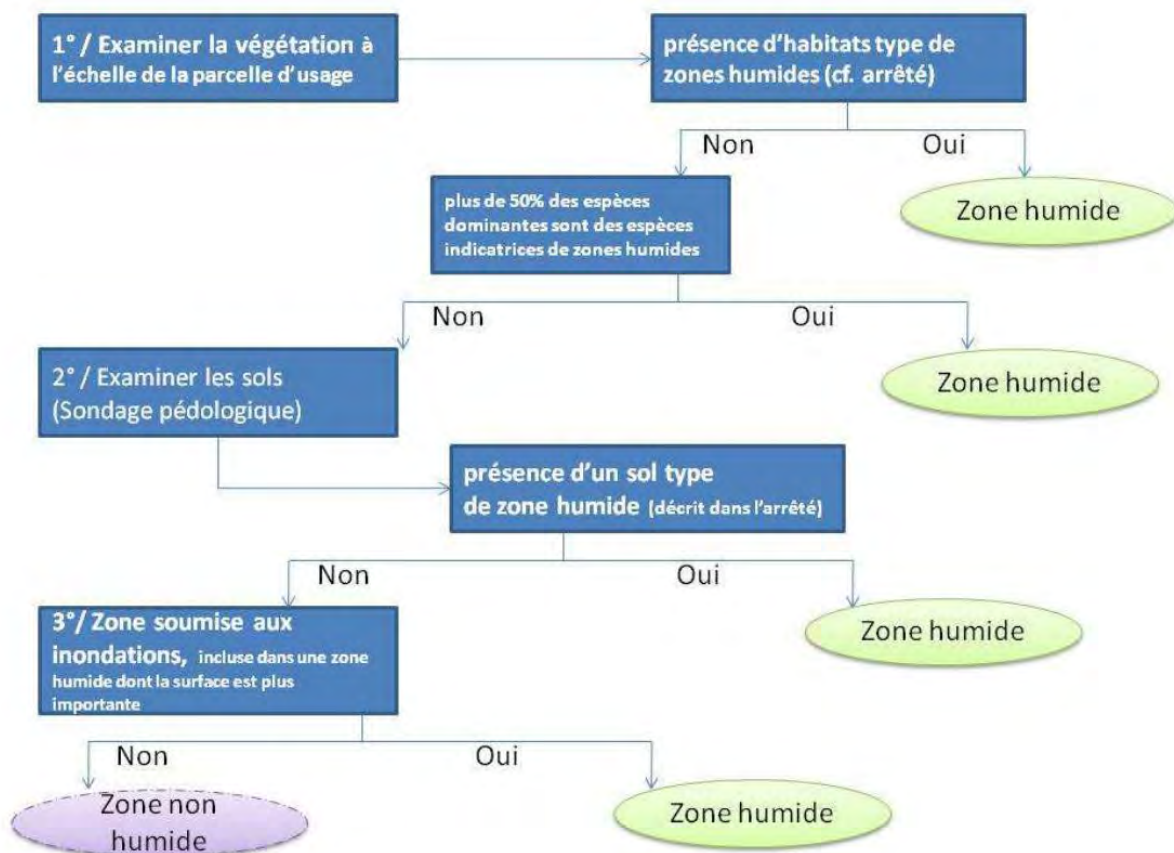 1°/ Examiner la végétation à
l'échelle de la parcelle d'usage
présence d'habitats type de
zones humides (cf. arrêté)
Non
Oui
plus de 50% des espèces
dominantes sont des espèces
indicatrices de zones humides
Zone humide
Non
Oui
2°/ Examiner les sols
(Sondage pédologique)
Zone humide
présence d'un sol type
de zone humide (décrit dans l'arrêté)
Non
Oui
3°/ Zone soumise aux
inondations, incluse dans une zone
humide dont la surface est plus
importante
Zone humide
Non
Oui
Zone non
humide
Zone humide